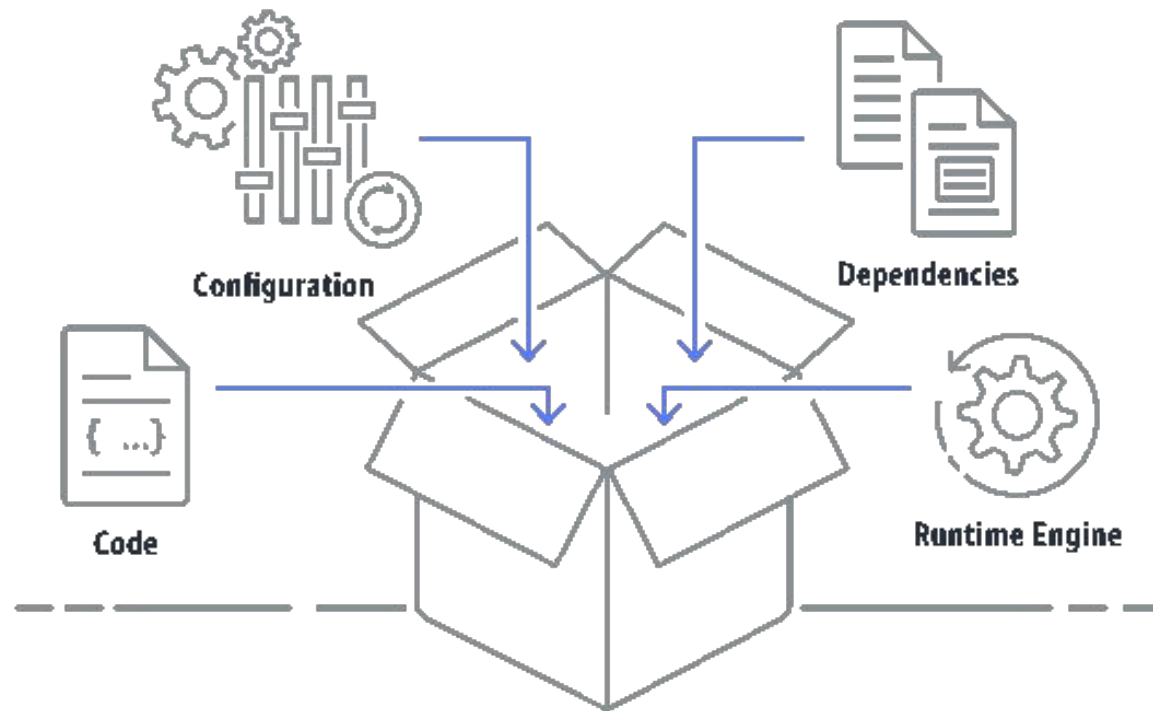 Configuration
Dependencies
{ ...}
Code
Runtime Engine